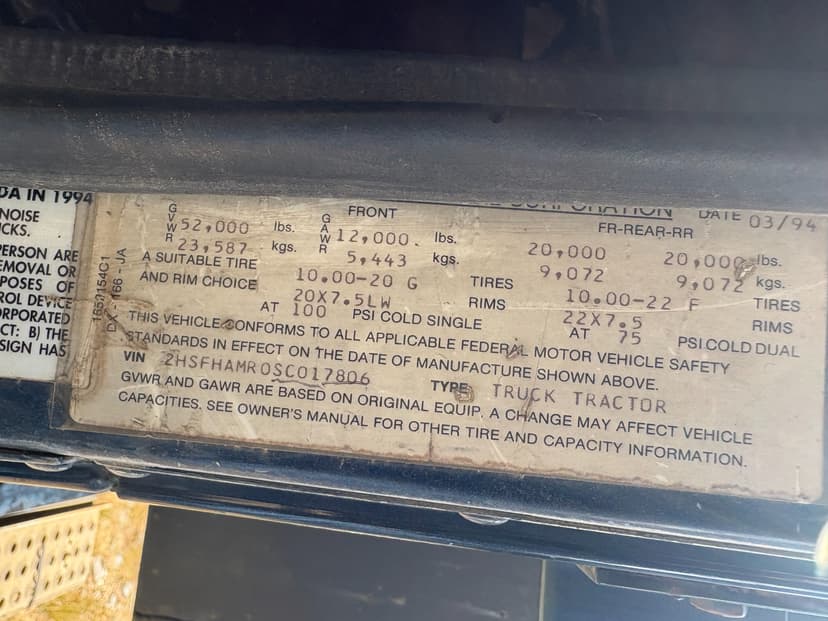 DA IN 1994
NOISE
CKS.
PERSON ARE
EMOVAL OR
POSES OF
ROL DEVICE
ORPORATED
CT: B) THE
SIGN HAS
1652154C1
DX - 166 - JA
CORPORATION DATE 03/94
GVWR 52,000 lbs. GAWR FRONT 12,000. lbs. FR-REAR-RR 20,000 20,000 lbs.
23,587 kgs. 5,443 kgs. 9,072 9,072 kgs.
A SUITABLE TIRE 10.00-20 G TIRES 10.00-22 F TIRES
AND RIM CHOICE 20X7.5LW RIMS 22X7.5 RIMS
AT 100 PSI COLD SINGLE AT 75 PSI COLD DUAL
THIS VEHICLE CONFORMS TO ALL APPLICABLE FEDERAL MOTOR VEHICLE SAFETY
STANDARDS IN EFFECT ON THE DATE OF MANUFACTURE SHOWN ABOVE.
VIN 2HSFHAMR0SC017806 TYPE TRUCK TRACTOR
GVWR AND GAWR ARE BASED ON ORIGINAL EQUIP. A CHANGE MAY AFFECT VEHICLE
CAPACITIES. SEE OWNER'S MANUAL FOR OTHER TIRE AND CAPACITY INFORMATION.